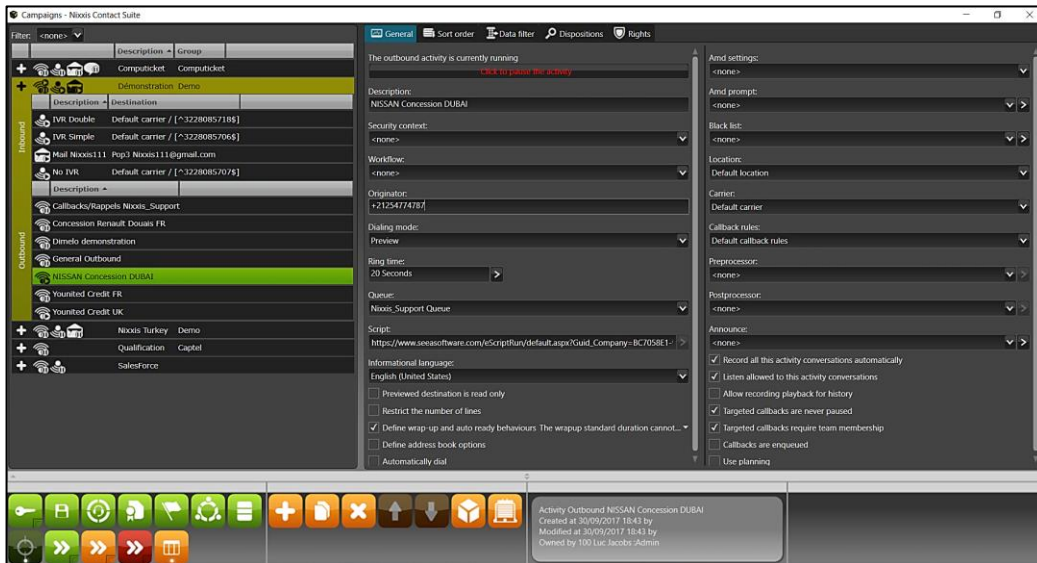 Campaigns - Nixxis Contact Suite
Filter: <none>
Description Group
Computicket Computicket
Démonstration Demo
Inbound
Description Destination
IVR Double Default carrier / [^3228085718$]
IVR Simple Default carrier / [^3228085706$]
Mail Nixxis111 Pop3 Nixxis111@gmail.com
No IVR Default carrier / [^3228085707$]
Outbound
Description
Callbacks/Rappels Nixxis_Support
Concession Renault Douais FR
Dimelo demonstration
General Outbound
NISSAN Concession DUBAI
Younited Credit FR
Younited Credit UK
Nixxis Turkey Demo
Qualification Captel
SalesForce
General Sort order Data filter Dispositions Rights
The outbound activity is currently running
Click to pause the activity
Description:
NISSAN Concession DUBAI
Security context:
<none>
Workflow:
<none>
Originator:
+21254774787
Dialing mode:
Preview
Ring time:
20 Seconds
Queue:
Nixxis_Support Queue
Script:
https://www.seeasoftware.com/eScriptRun/default.aspx?Guid_Company=BC7058E1-
Informational language:
English (United States)
Previewed destination is read only
Restrict the number of lines
Define wrap-up and auto ready behaviours The wrapup standard duration cannot...
Define address book options
Automatically dial
Amd settings:
<none>
Amd prompt:
<none>
Black list:
<none>
Location:
Default location
Carrier:
Default carrier
Callback rules:
Default callback rules
Preprocessor:
<none>
Postprocessor:
<none>
Announce:
<none>
Record all this activity conversations automatically
Listen allowed to this activity conversations
Allow recording playback for history
Targeted callbacks are never paused
Targeted callbacks require team membership
Callbacks are enqueued
Use planning
Activity Outbound NISSAN Concession DUBAI
Created at 30/09/2017 18:43 by
Modified at 30/09/2017 18:43 by
Owned by 100 Luc Jacobs :Admin